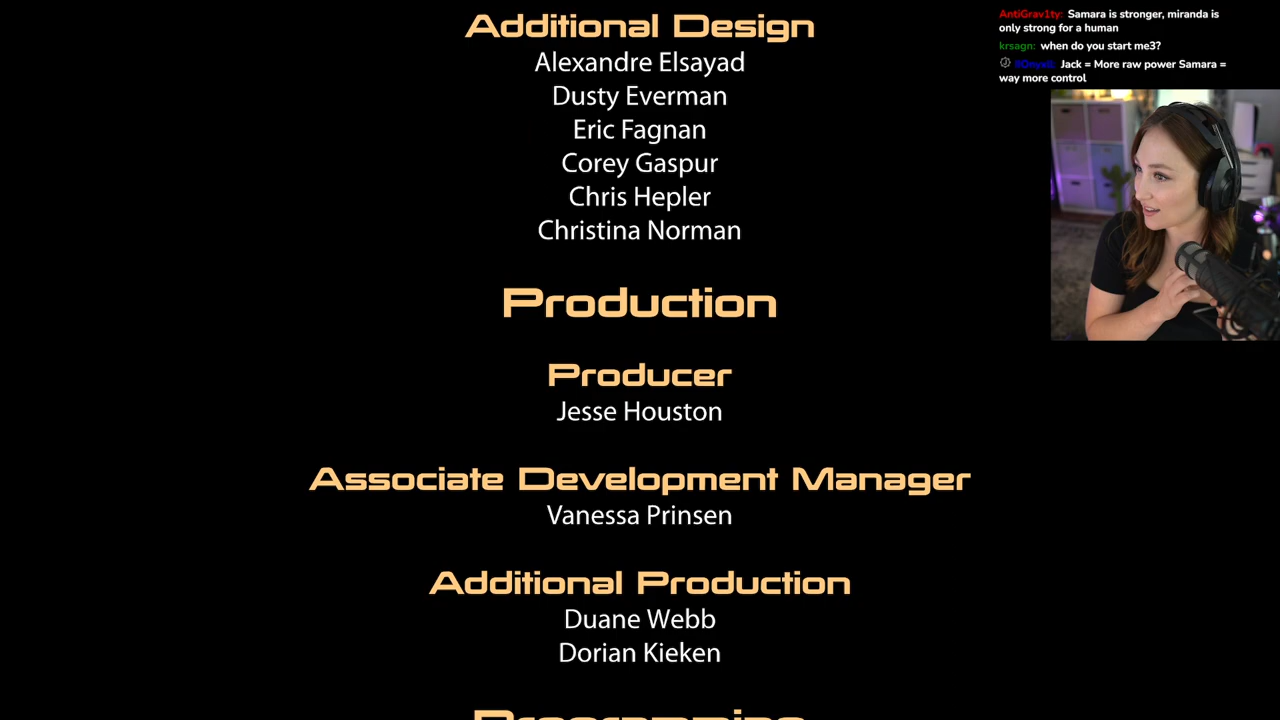 Additional Design
Alexandre Elsayad
Dusty Everman
Eric Fagnan
Corey Gaspur
Chris Hepler
Christina Norman
Production
Producer
Jesse Houston
Associate Development Manager
Vanessa Prinsen
Additional Production
Duane Webb
Dorian Kieken
Programming
AntiGrav1ty: Samara is stronger, miranda is
only strong for a human
krsagn: when do you start me3?
Jack = More raw power Samara =
way more control